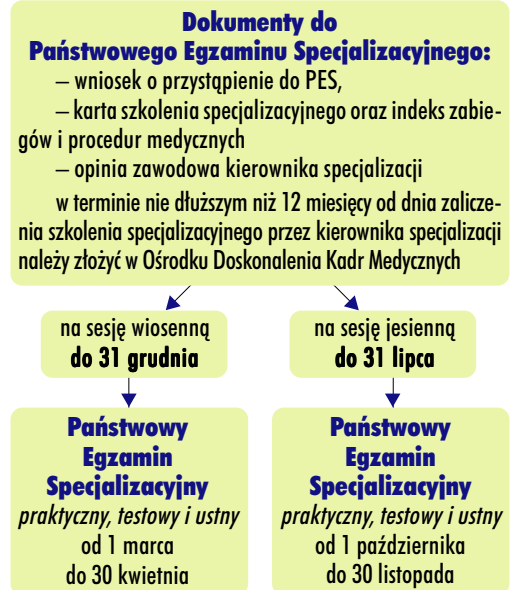 Dokumenty do
Państwowego Egzaminu Specjalizacyjnego:
– wniosek o przystąpienie do PES,
– karta szkolenia specjalizacyjnego oraz indeks zabie-
gów i procedur medycznych
– opinia zawodowa kierownika specjalizacji
w terminie nie dłuższym niż 12 miesięcy od dnia zalicze-
nia szkolenia specjalizacyjnego przez kierownika specjalizacji
należy złożyć w Ośrodku Doskonalenia Kadr Medycznych
na sesję wiosenną
do 31 grudnia
na sesję jesienną
do 31 lipca
Państwowy
Egzamin
Specjalizacyjny
praktyczny, testowy i ustny
od 1 marca
do 30 kwietnia
Państwowy
Egzamin
Specjalizacyjny
praktyczny, testowy i ustny
od 1 października
do 30 listopada